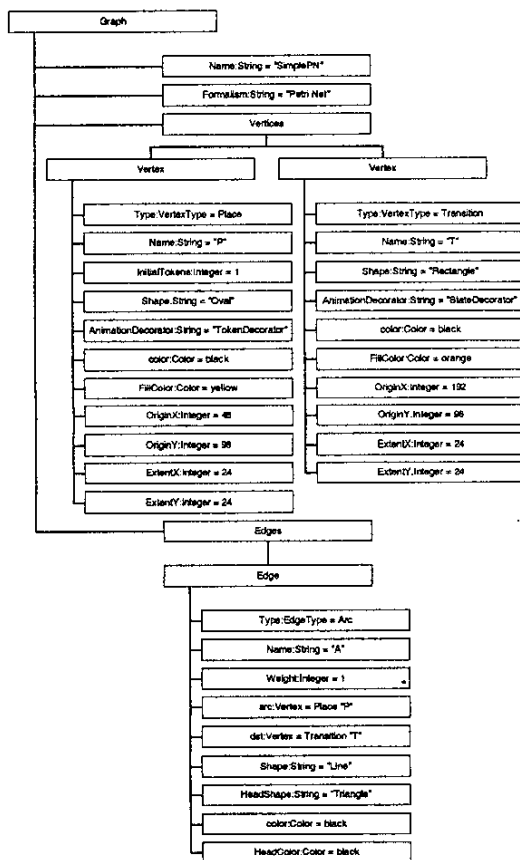 Graph
Name:String = "SimplePN"
Formalism:String = "Petri Net"
Vertices
Vertex
Vertex
Type:VertexType = Place
Name:String = "P"
InitialTokens:Integer = 1
Shape:String = "Oval"
AnimationDecorator:String = "TokenDecorator"
color:Color = black
FillColor:Color = yellow
OriginX:Integer = 48
OriginY:Integer = 96
ExtentX:Integer = 24
ExtentY:Integer = 24
Type:VertexType = Transition
Name:String = "T"
Shape:String = "Rectangle"
AnimationDecorator:String = "StateDecorator"
color:Color = black
FillColor:Color = orange
OriginX:Integer = 192
OriginY:Integer = 96
ExtentX:Integer = 24
ExtentY:Integer = 24
Edges
Edge
Type:EdgeType = Arc
Name:String = "A"
Weight:Integer = 1
src:Vertex = Place "P"
dst:Vertex = Transition "T"
Shape:String = "Line"
HeadShape:String = "Triangle"
color:Color = black
HeadColor:Color = black